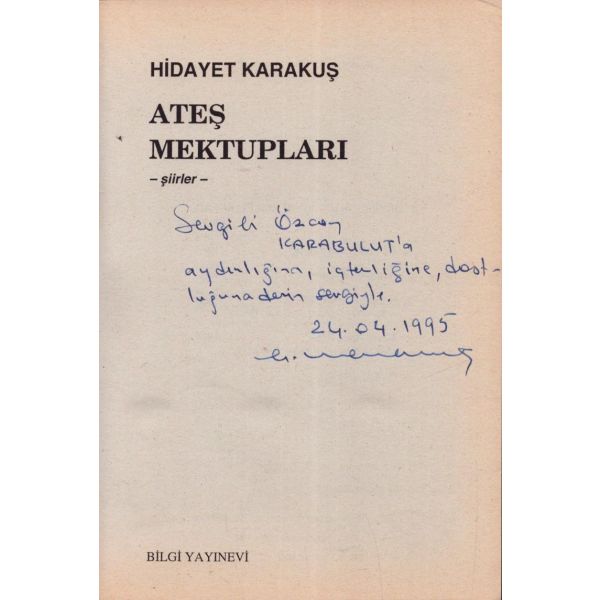 HİDAYET KARAKUŞ
ATEŞ
MEKTUPLARI
– şiirler –
Sevgili Özcan
KARABULUT'a
aydınlığına, içtenliğine, dost-
luğuna derin sevgiyle.
24.04.1995
BİLGİ YAYINEVİ